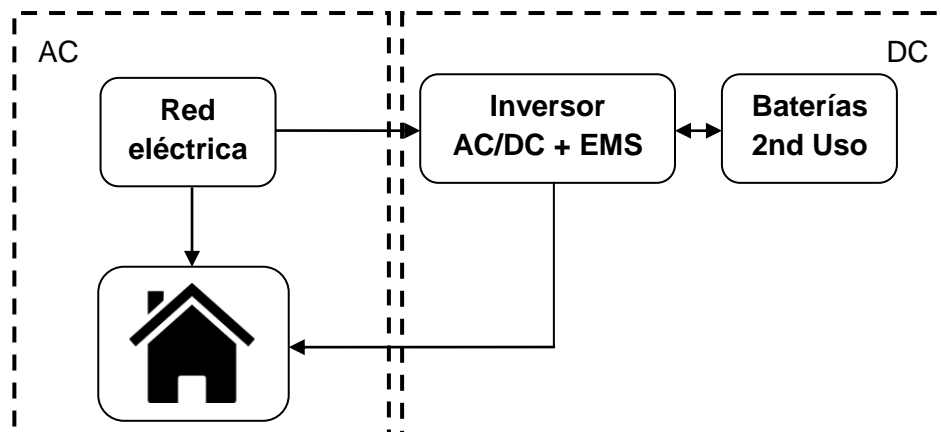 AC
DC
Red
eléctrica
Inversor
AC/DC + EMS
Baterías
2nd Uso